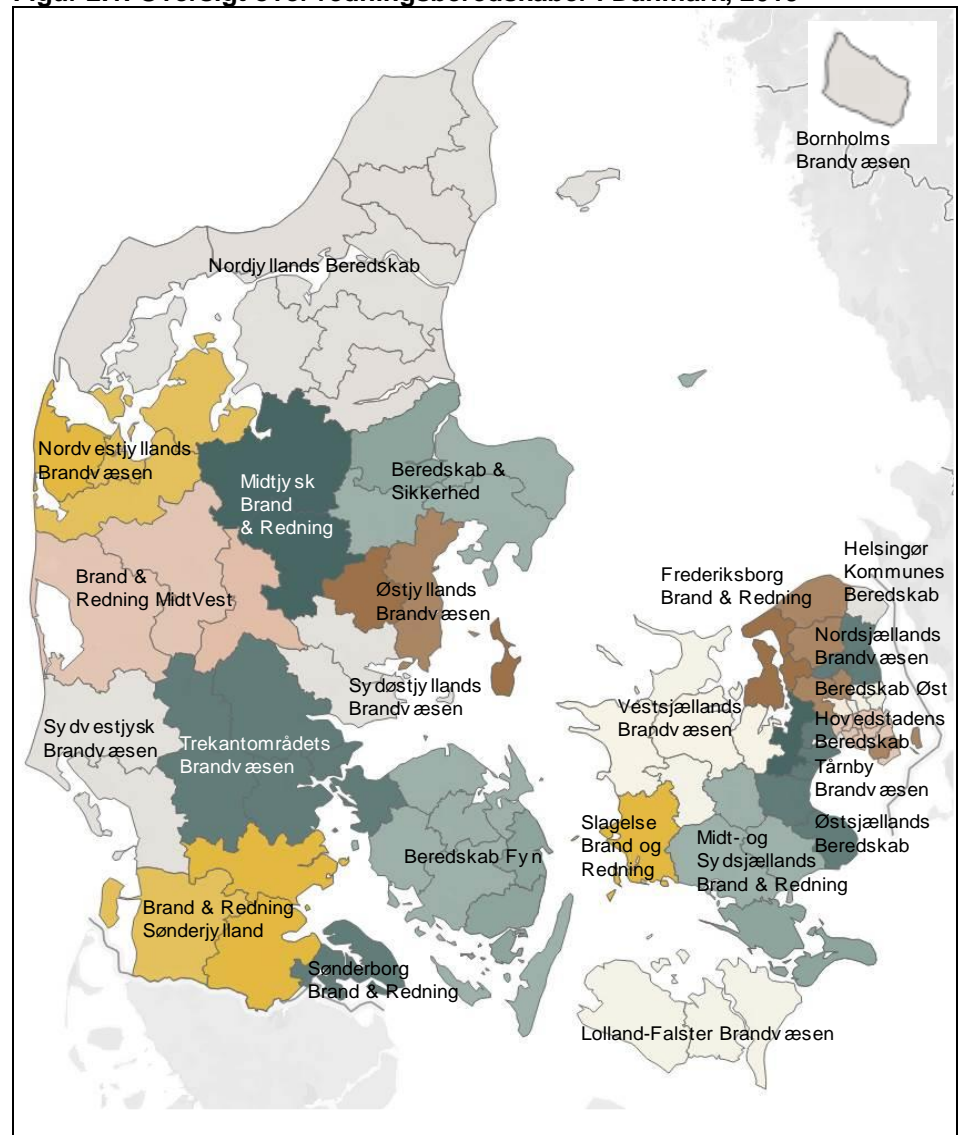 Bornholms
Brandvæsen
Nordjyllands Beredskab
Nordvestjyllands
Brandvæsen
Midtjysk
Brand
& Redning
Beredskab &
Sikkerhed
Brand &
Redning MidtVest
Østjyllands
Brandvæsen
Frederiksborg
Brand & Redning
Helsingør
Kommunes
Beredskab
Nordsjællands
Brandvæsen
Beredskab Øst
Sydøstjyllands
Brandvæsen
Vestsjællands
Brandvæsen
Hovedstadens
Beredskab
Sydvestjysk
Brandvæsen
Trekantområdets
Brandvæsen
Tårnby
Brandvæsen
Slagelse
Brand og
Redning
Østsjællands
Beredskab
Beredskab Fyn
Midt- og
Sydsjællands
Brand & Redning
Brand & Redning
Sønderjylland
Sønderborg
Brand & Redning
Lolland-Falster Brandvæsen